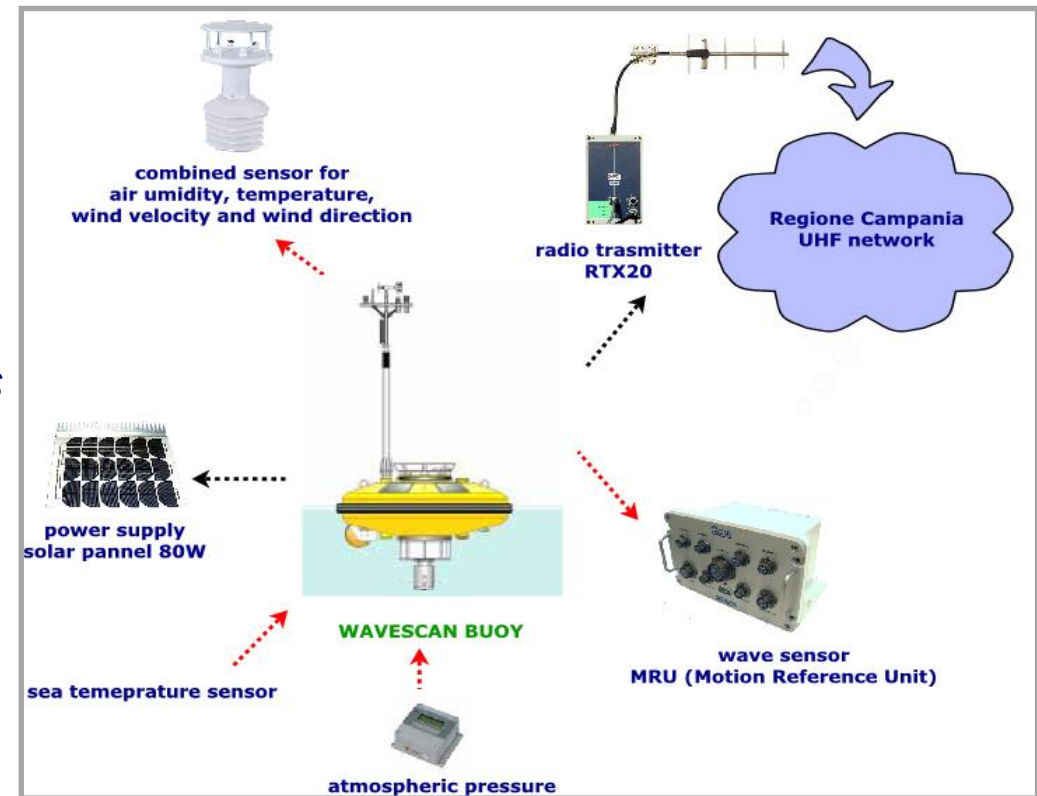 combined sensor for
air umidity, temperature,
wind velocity and wind direction
radio trasmitter
RTX20
Regione Campania
UHF network
power supply
solar pannel 80W
WAVESCAN BUOY
sea temeprature sensor
wave sensor
MRU (Motion Reference Unit)
atmospheric pressure